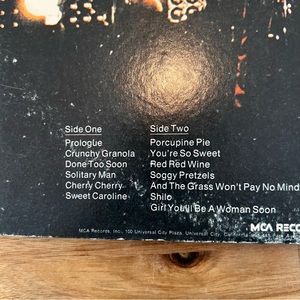 Side One
Prologue
Crunchy Granola
Done Too Soon
Solitary Man
Cherry Cherry
Sweet Caroline
Side Two
Porcupine Pie
You're So Sweet
Red Red Wine
Soggy Pretzels
And The Grass Won't Pay No Mind
Shilo
Girl You'll Be A Woman Soon
MCA RECO
MCA Records, Inc., 100 Universal City Plaza, Universal City,